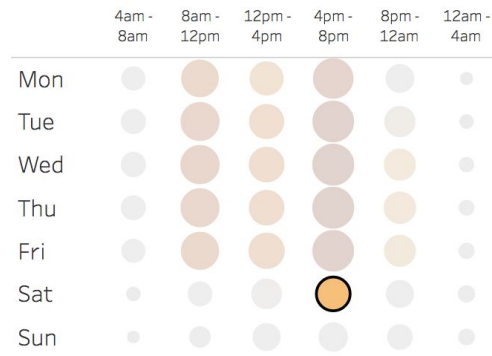 4am - 8am - 12pm - 4pm - 8pm - 12am -
8am 12pm 4pm 8pm 12am 4am
Mon
Tue
Wed
Thu
Fri
Sat
Sun